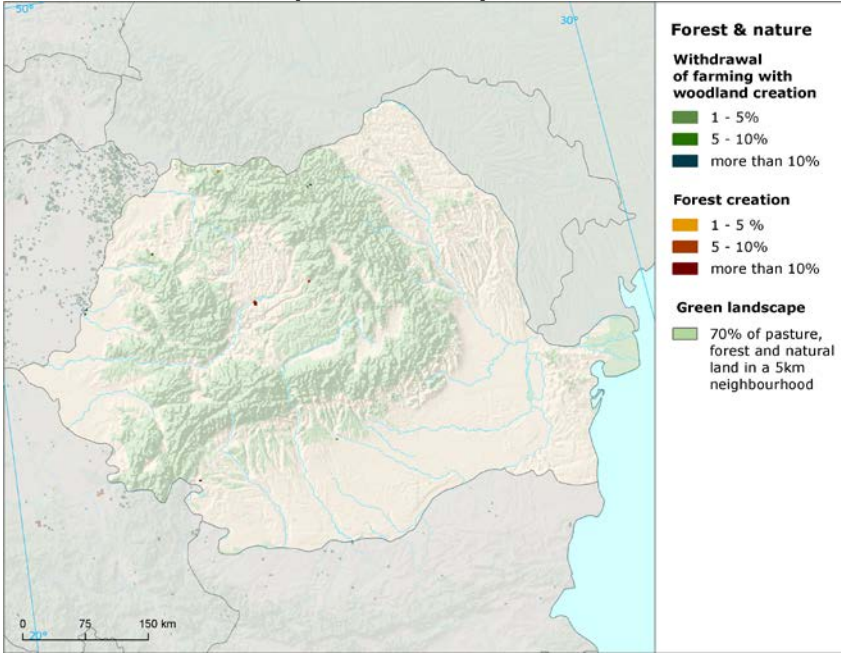 50°
30°
Forest & nature
Withdrawal
of farming with
woodland creation
1 - 5%
5 - 10%
more than 10%
Forest creation
1 - 5 %
5 - 10%
more than 10%
Green landscape
70% of pasture,
forest and natural
land in a 5km
neighbourhood
0 75 150 km
20°